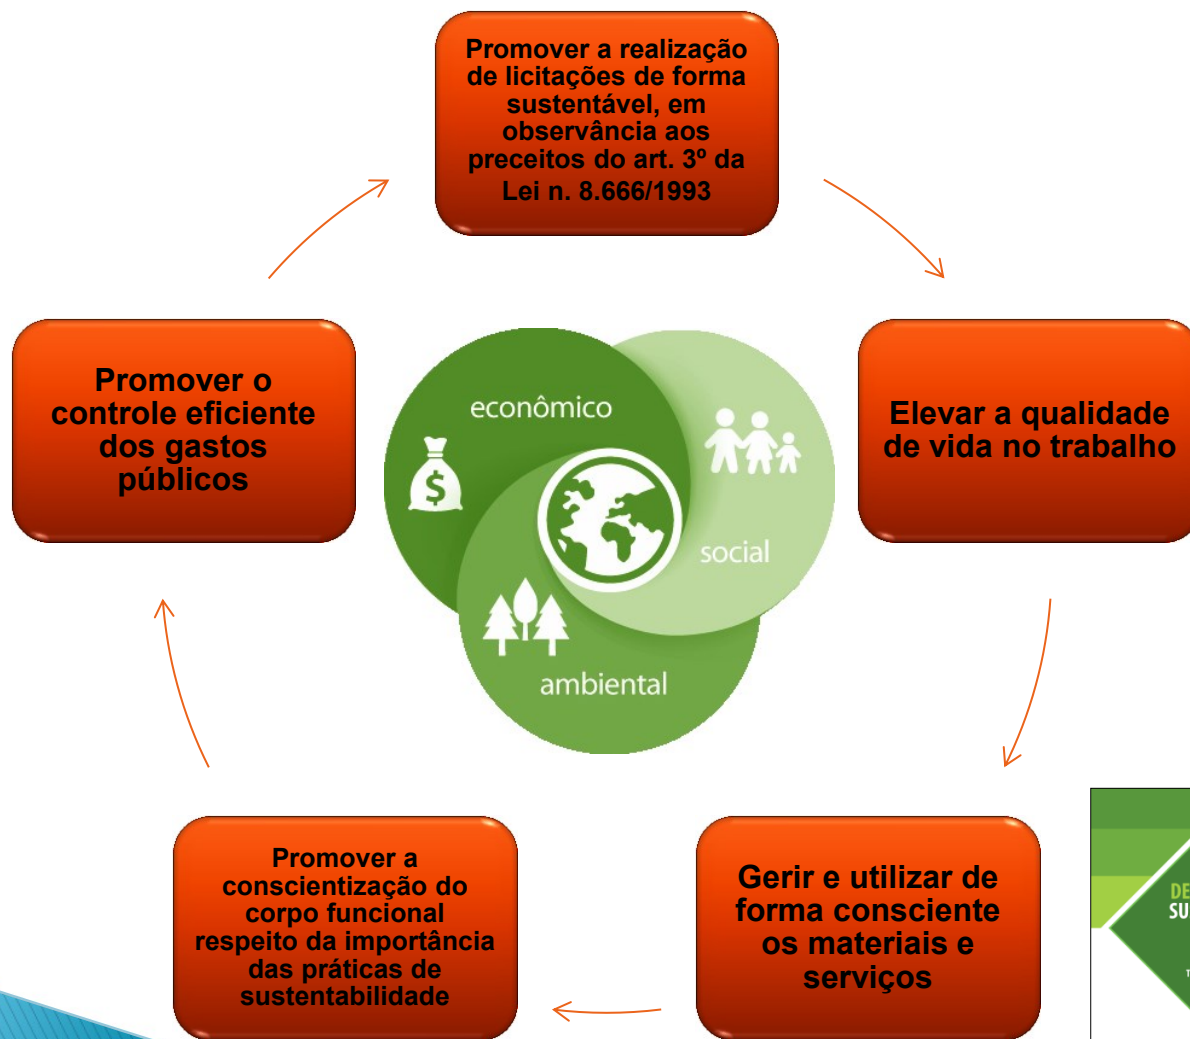 Promover a realização
de licitações de forma
sustentável, em
observância aos
preceitos do art. 3º da
Lei n. 8.666/1993
Promover o
controle eficiente
dos gastos
públicos
econômico
$
social
ambiental
Elevar a qualidade
de vida no trabalho
Promover a
conscientização do
corpo funcional
respeito da importância
das práticas de
sustentabilidade
Gerir e utilizar de
forma consciente
os materiais e
serviços
DE
SU
T